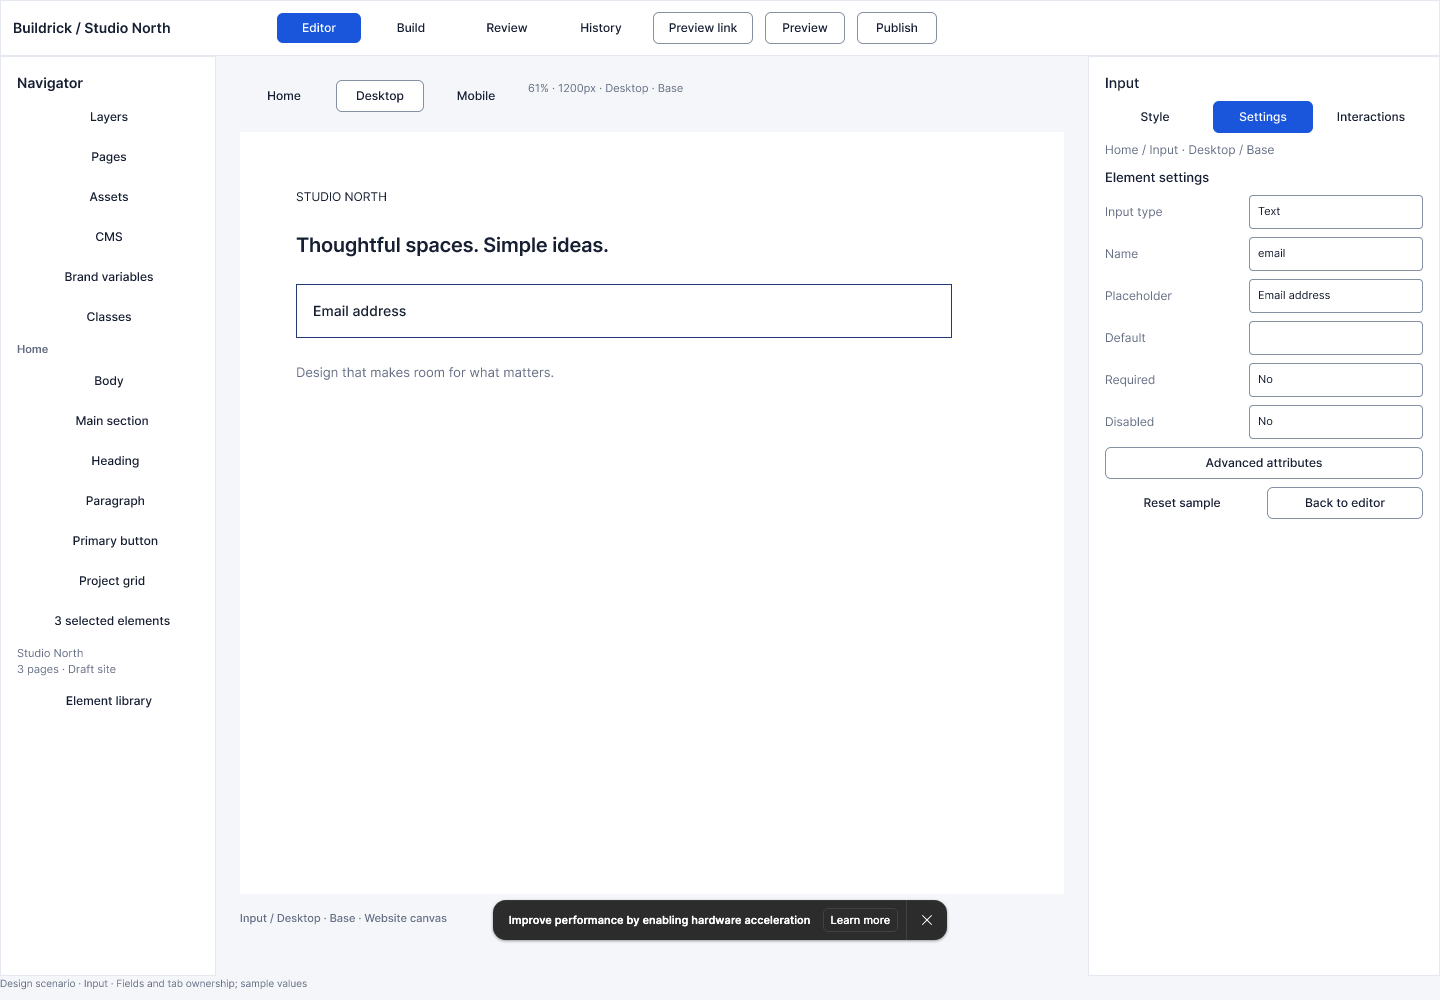 Buildrick / Studio North
Editor
Build
Review
History
Preview link
Preview
Publish
Navigator
Layers
Pages
Assets
CMS
Brand variables
Classes
Home
Body
Main section
Heading
Paragraph
Primary button
Project grid
3 selected elements
Studio North
3 pages · Draft site
Element library
Home
Desktop
Mobile
61% · 1200px · Desktop · Base
STUDIO NORTH
Thoughtful spaces. Simple ideas.
Email address
Design that makes room for what matters.
Input / Desktop · Base · Website canvas
Improve performance by enabling hardware acceleration
Learn more
Input
Style
Settings
Interactions
Home / Input · Desktop / Base
Element settings
Input type
Text
Name
email
Placeholder
Email address
Default
Required
No
Disabled
No
Advanced attributes
Reset sample
Back to editor
Design scenario · Input · Fields and tab ownership; sample values